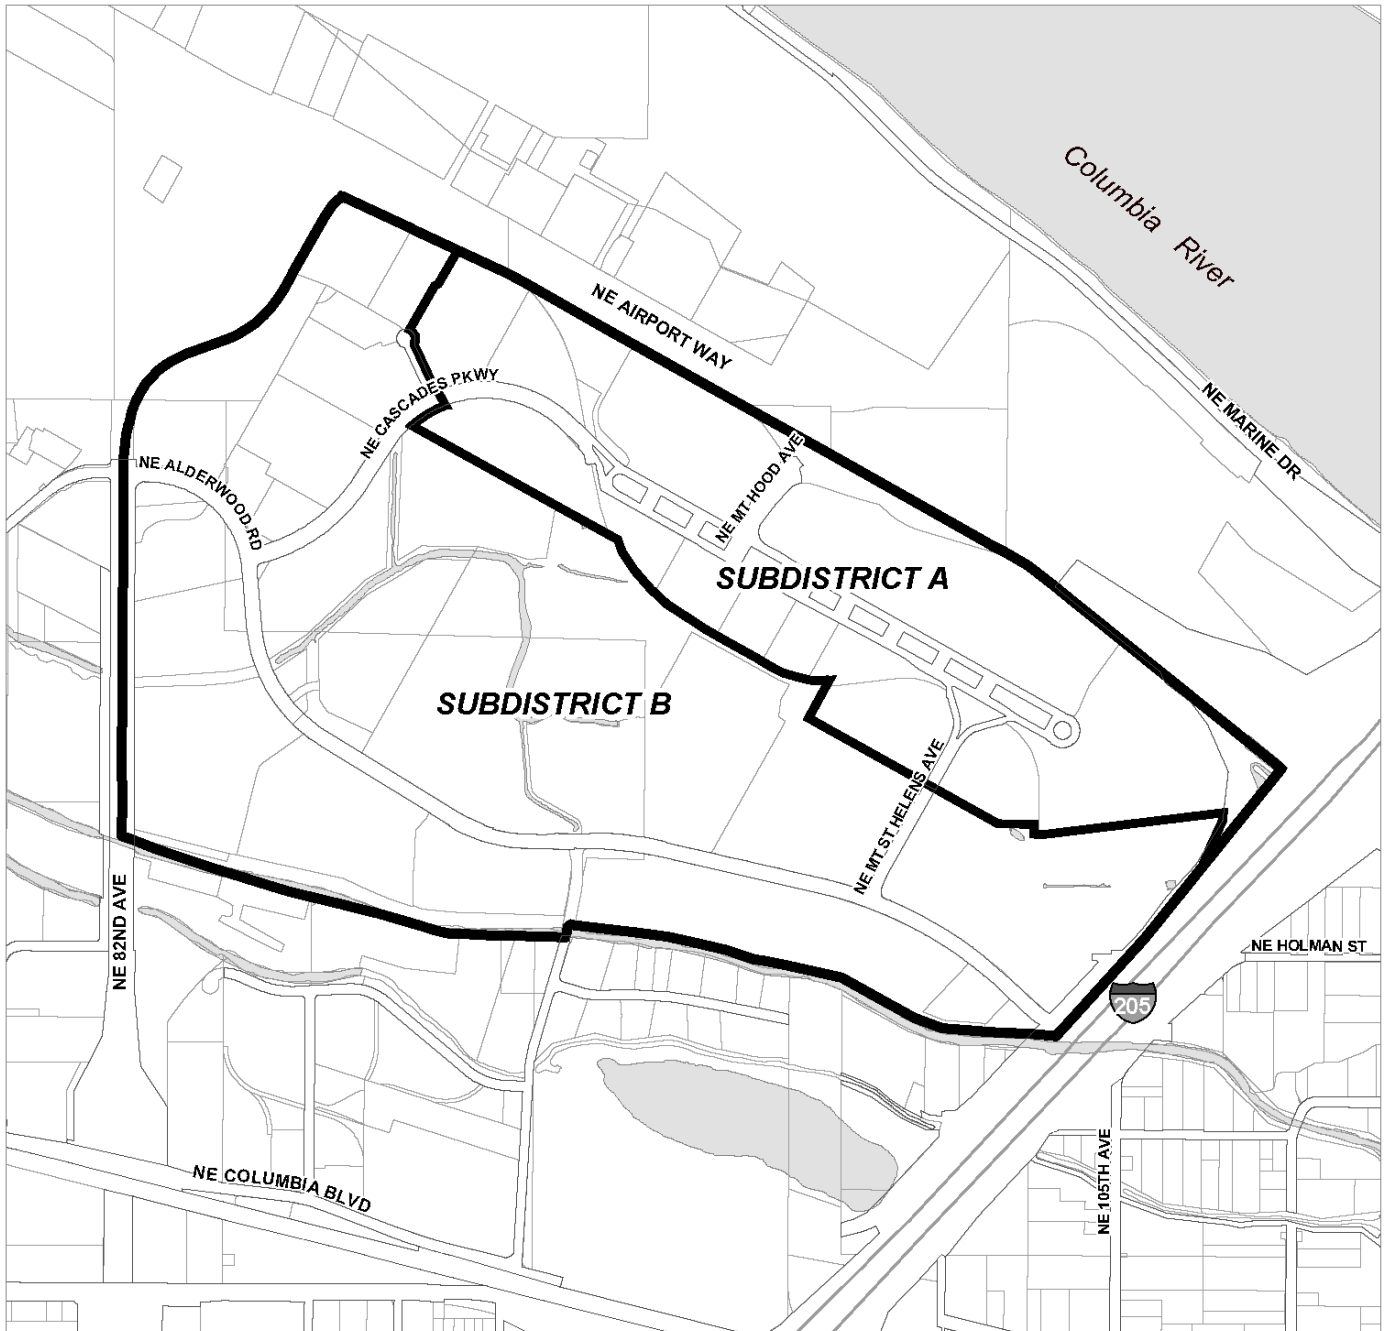 Columbia River
NE AIRPORT WAY
NE CASCADES PKWY
NE MARINE DR
NE ALDERWOOD RD
NE MT HOOD AVE
SUBDISTRICT A
SUBDISTRICT B
NE MT ST HELENS AVE
NE 82ND AVE
NE HOLMAN ST
205
NE 105TH AVE
NE COLUMBIA BLVD